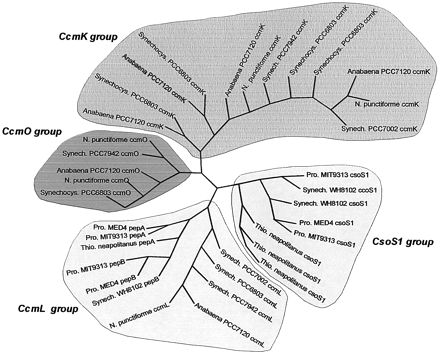 CcmK group
Synechocys. PCC6803 ccmK
Anabaena PCC7120 ccmK
Synechocys. PCC6803 ccmK
Anabaena PCC7120 ccmK
Anabaena PCC7120 ccmK
N. punctiforme ccmK
Synech. PCC7942 ccmK
Synechocys. PCC6803 ccmK
Synechocys. PCC6803 ccmK
Anabaena PCC7120 ccmK
N. punctiforme ccmK
Synech. PCC7002 ccmK
CcmO group
N. punctiforme ccmO
Synech. PCC7942 ccmO
Anabaena PCC7120 ccmO
N. punctiforme ccmO
Synechocys. PCC6803 ccmO
Pro. MIT9313 csoS1
Synech. WH8102 ccoS1
Synech. WH8102 ccoS1
Pro. MED4 csoS1
Pro. MIT9313 csoS1
Thio. neapolitanus csoS1
Thio. neapolitanus csoS1
Thio. neapolitanus csoS1
CsoS1 group
Pro. MED4 pepA
Pro. MIT9313 pepA
Thio. neapolitanus pepA
Pro. MIT9313 pepB
Pro. MED4 pepB
Synech. WH8102 pepB
N. punctiforme ccmL
Anabaena PCC7120 ccmL
Synech. PCC7942 ccmL
Synech. PCC6803 ccmL
Synech. PCC7002 ccmL
CcmL group